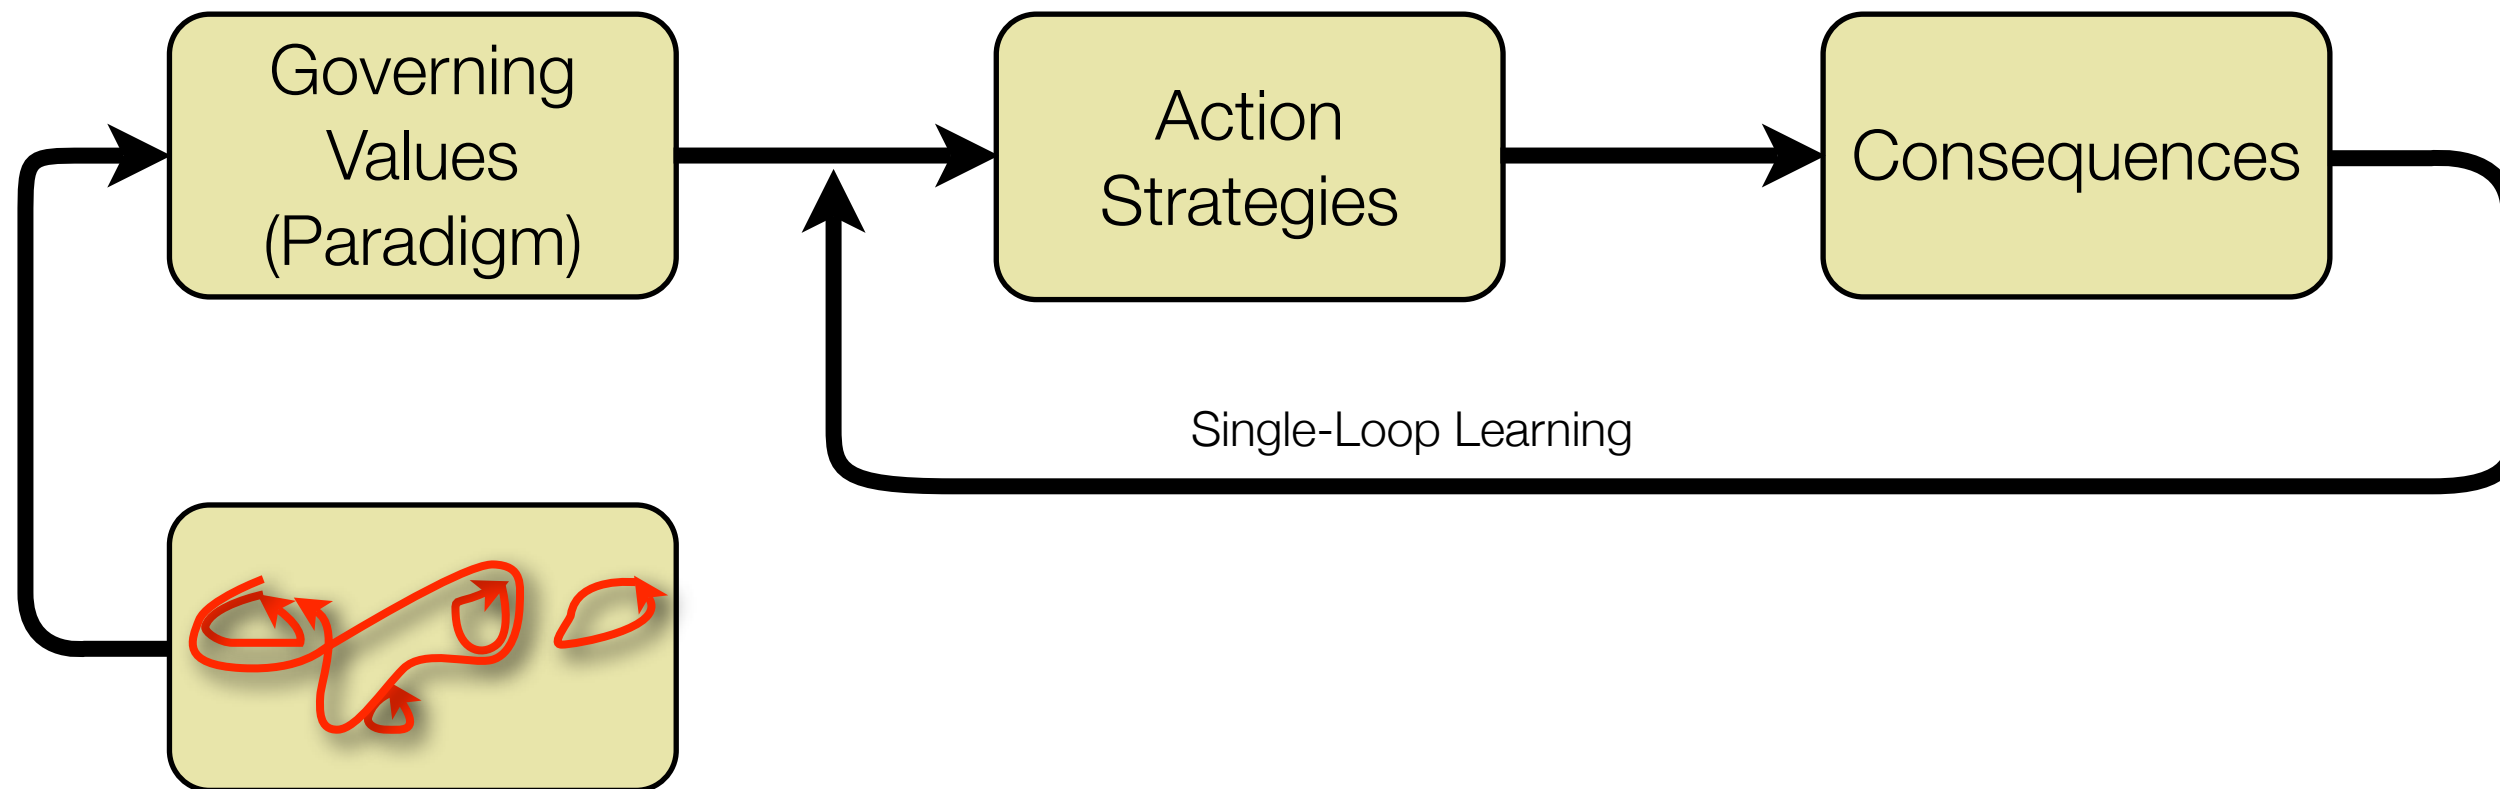 Governing
Values
(Paradigm)
Action
Strategies
Consequences
Single-Loop Learning